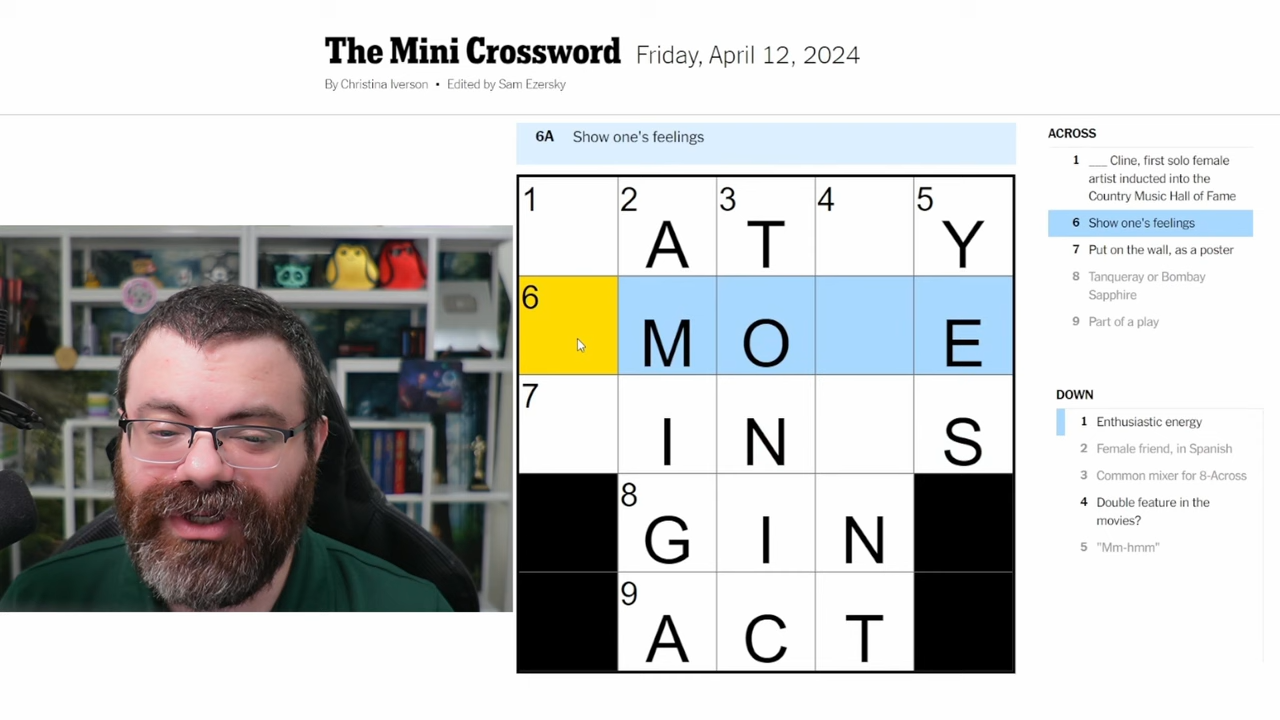 The Mini Crossword Friday, April 12, 2024
By Christina Iverson • Edited by Sam Ezersky
6A Show one's feelings
1 2 3 4 5
A T Y
6
M O E
7
I N S
8
G I N
9
A C T
ACROSS
1 ___ Cline, first solo female
artist inducted into the
Country Music Hall of Fame
6 Show one's feelings
7 Put on the wall, as a poster
8 Tanqueray or Bombay
Sapphire
9 Part of a play
DOWN
1 Enthusiastic energy
2 Female friend, in Spanish
3 Common mixer for 8-Across
4 Double feature in the
movies?
5 "Mm-hmm"